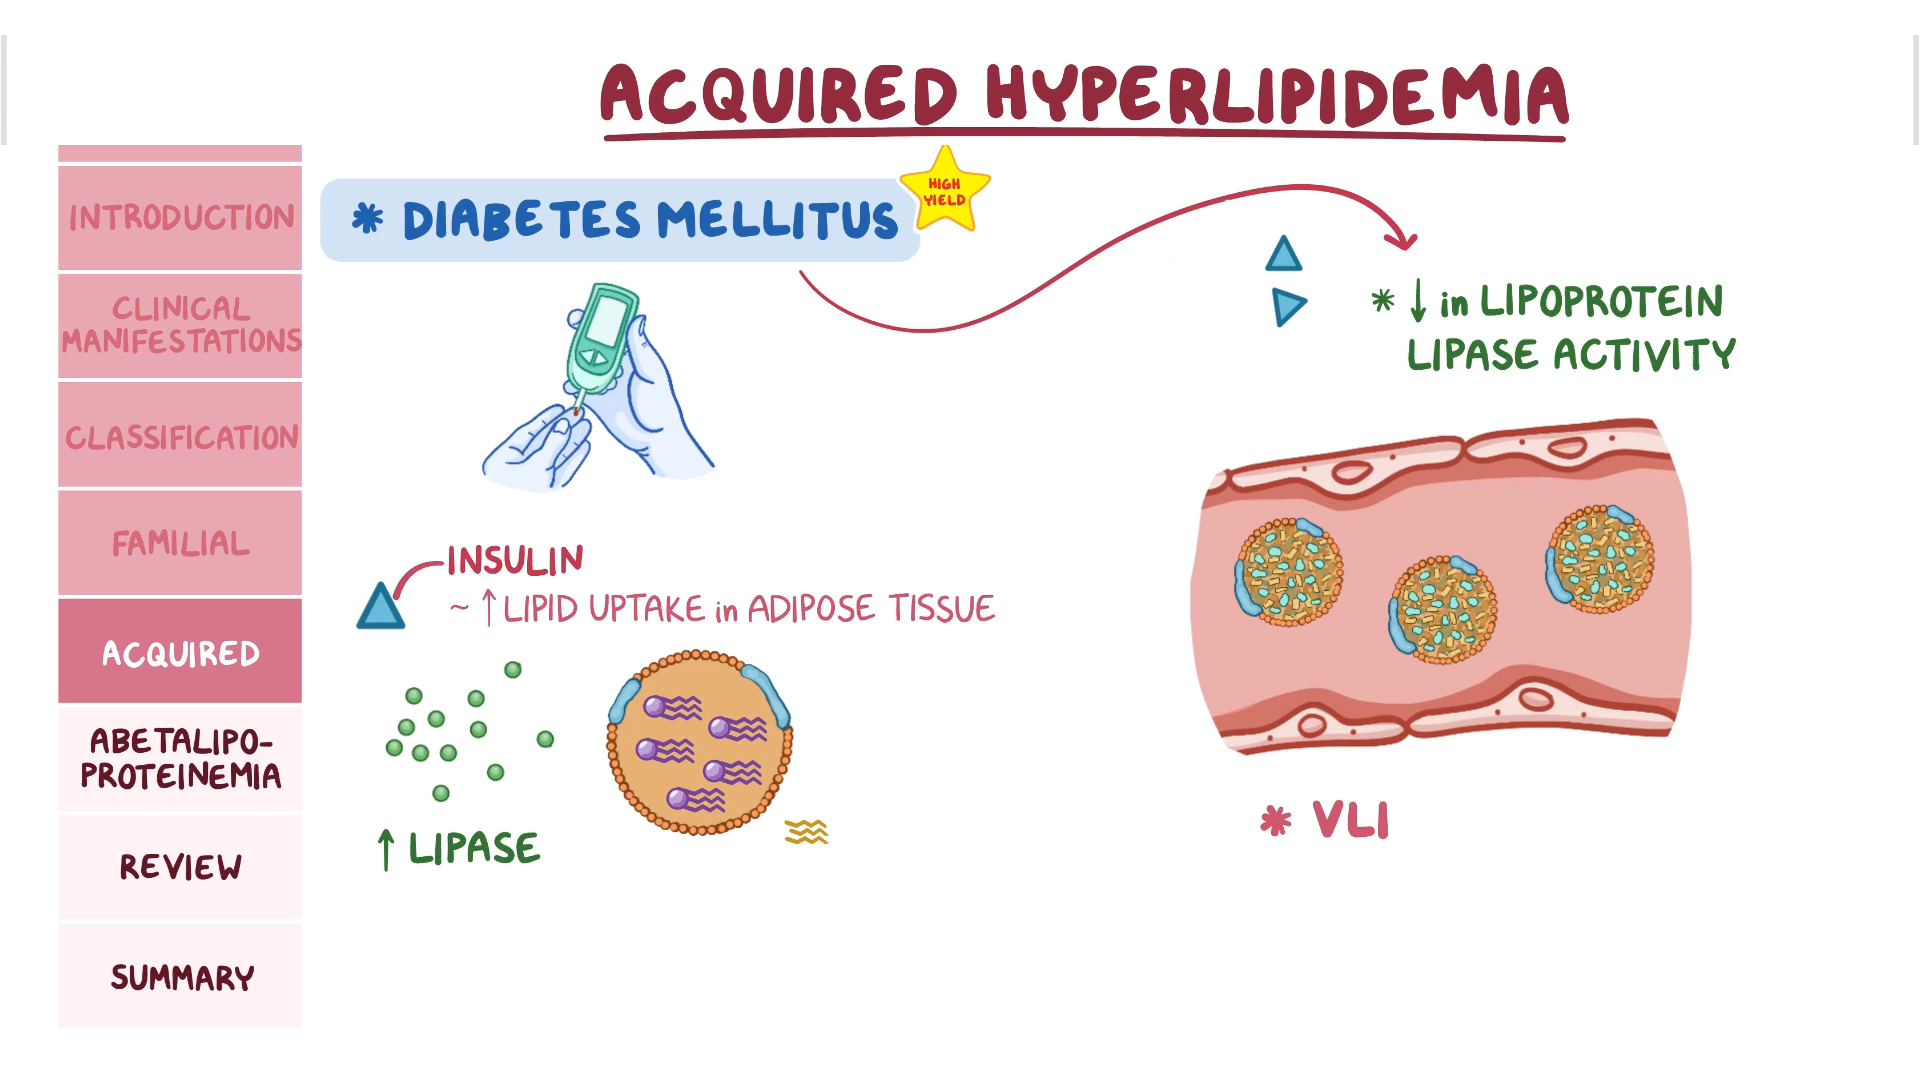 ACQUIRED HYPERLIPIDEMIA
INTRODUCTION
CLINICAL
MANIFESTATIONS
CLASSIFICATION
FAMILIAL
ACQUIRED
ABETALIPO-
PROTEINEMIA
REVIEW
SUMMARY
* DIABETES MELLITUS
HIGH
YIELD
INSULIN
~ ↑ LIPID UPTAKE in ADIPOSE TISSUE
↑ LIPASE
* ↓ in LIPOPROTEIN
LIPASE ACTIVITY
* VLI